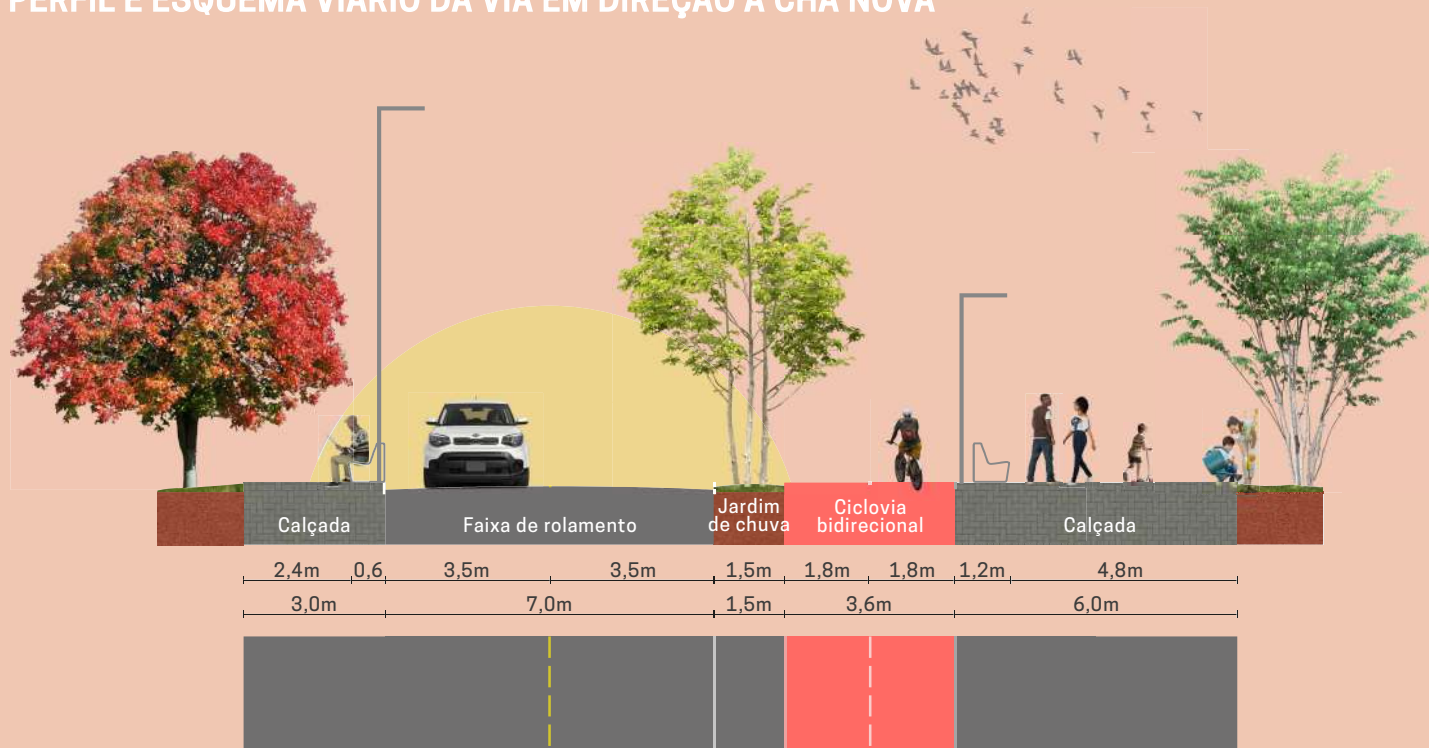 PERFIL E ESQUEMA VIÁRIO DA VIA EM DIREÇÃO A CHÃ NOVA
Calçada
Faixa de rolamento
Jardim
de chuva
Ciclovia
bidirecional
Calçada
2,4m 0,6 3,5m 3,5m 1,5m 1,8m 1,8m 1,2m 4,8m
3,0m 7,0m 1,5m 3,6m 6,0m